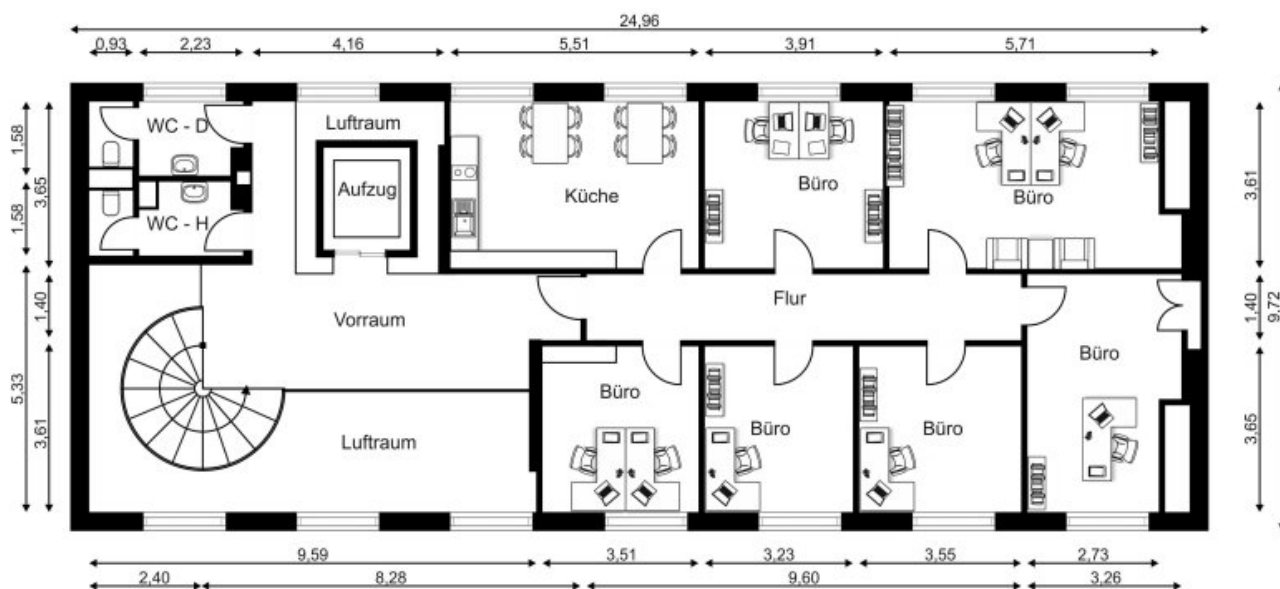 24,96
0,93 2,23 4,16 5,51 3,91 5,71
1,58
3,65
1,58
WC - D
WC - H
Luftraum
Aufzug
Küche
Büro
Büro
3,61
5,33
1,40
3,61
Vorraum
Flur
Büro
1,40
9,72
3,65
Luftraum
Büro
Büro
Büro
9,59 3,51 3,23 3,55 2,73
2,40 8,28 9,60 3,26